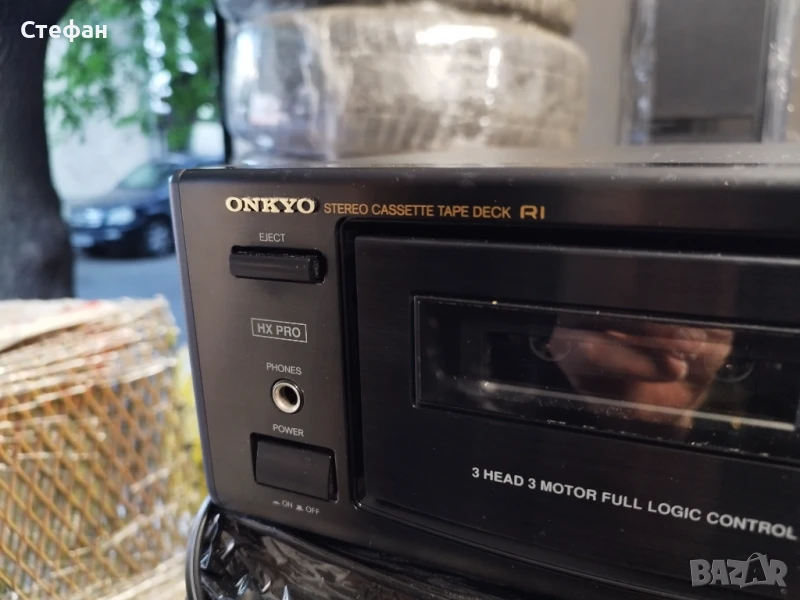 Стефан
ONKYO STEREO CASSETTE TAPE DECK RI
EJECT
HX PRO
PHONES
POWER
ON OFF
3 HEAD 3 MOTOR FULL LOGIC CONTROL
BAZAR